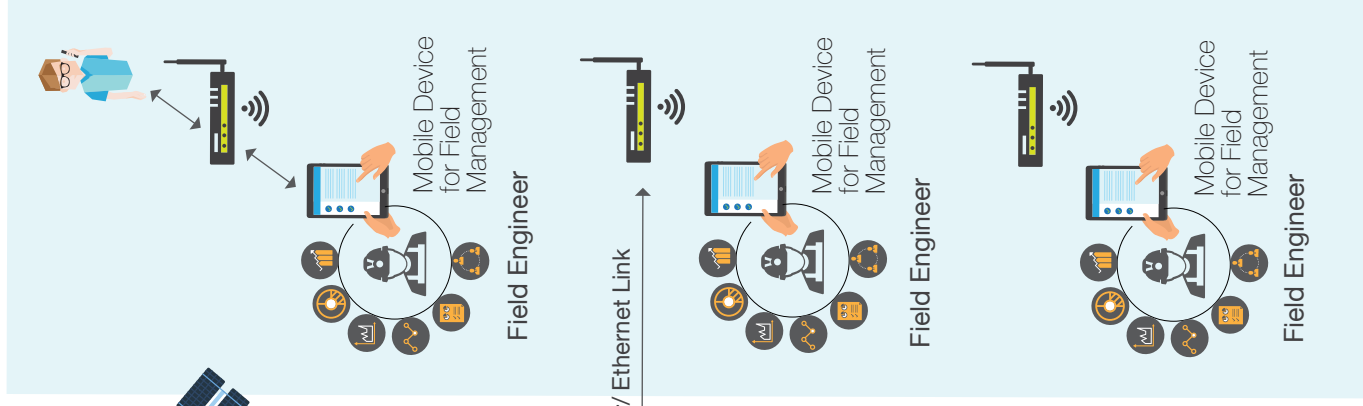 Mobile Device
for Field
Management
Field Engineer
/ Ethernet Link
Mobile Device
for Field
Management
Field Engineer
Mobile Device
for Field
Management
Field Engineer